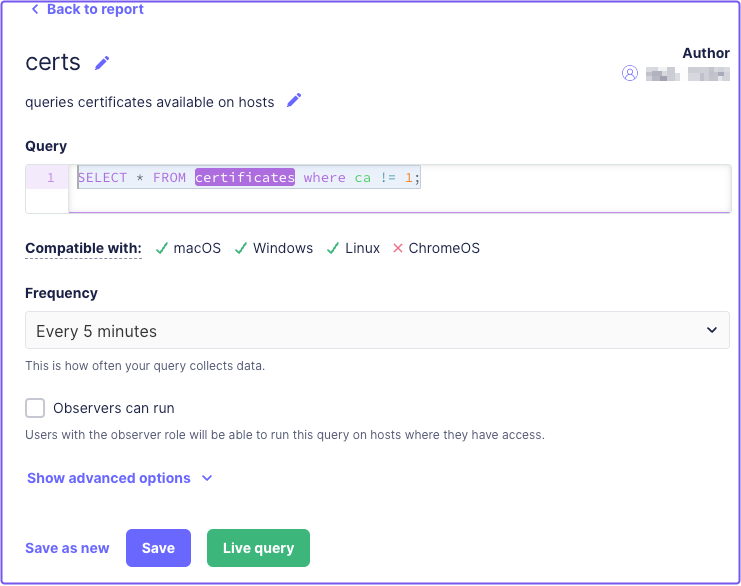 Back to report
certs
Author
queries certificates available on hosts
Query
1 SELECT * FROM certificates where ca != 1;
Compatible with: macOS Windows Linux ChromeOS
Frequency
Every 5 minutes
This is how often your query collects data.
Observers can run
Users with the observer role will be able to run this query on hosts where they have access.
Show advanced options
Save as new Save Live query